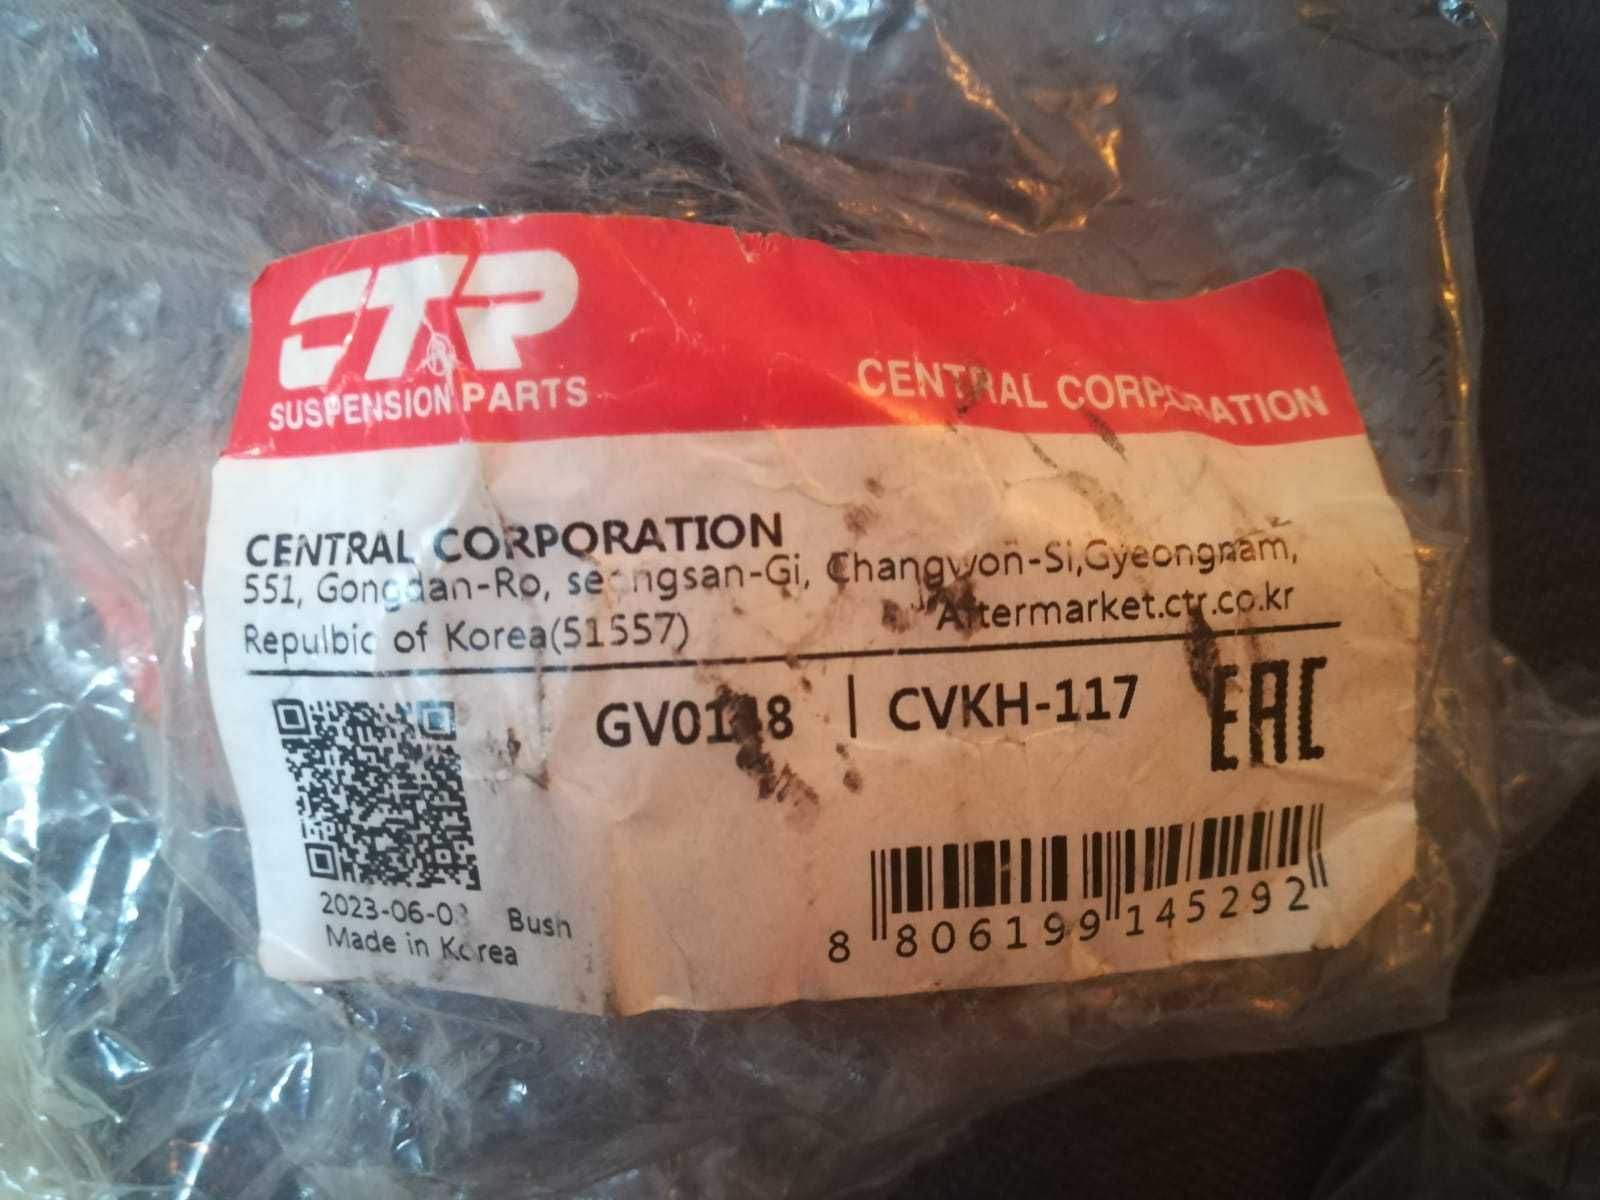 CTR
SUSPENSION PARTS
CENTRAL CORPORATION
CENTRAL CORPORATION
551, Gongdan-Ro, seongsan-Gi, Changwon-Si,Gyeongnam,
Repulbic of Korea(51557)
Aftermarket.ctr.co.kr
CVKH-117
EAC
2023-06-0 Bush
Made in Korea
8 806199 145292